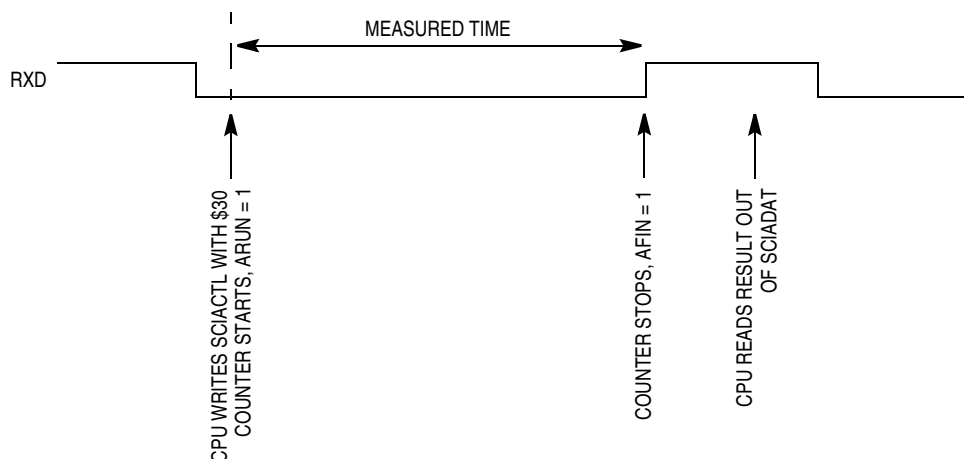 MEASURED TIME
RXD
CPU WRITES SCIACTL WITH $30
COUNTER STARTS, ARUN = 1
COUNTER STOPS, AFIN = 1
CPU READS RESULT OUT
OF SCIADAT